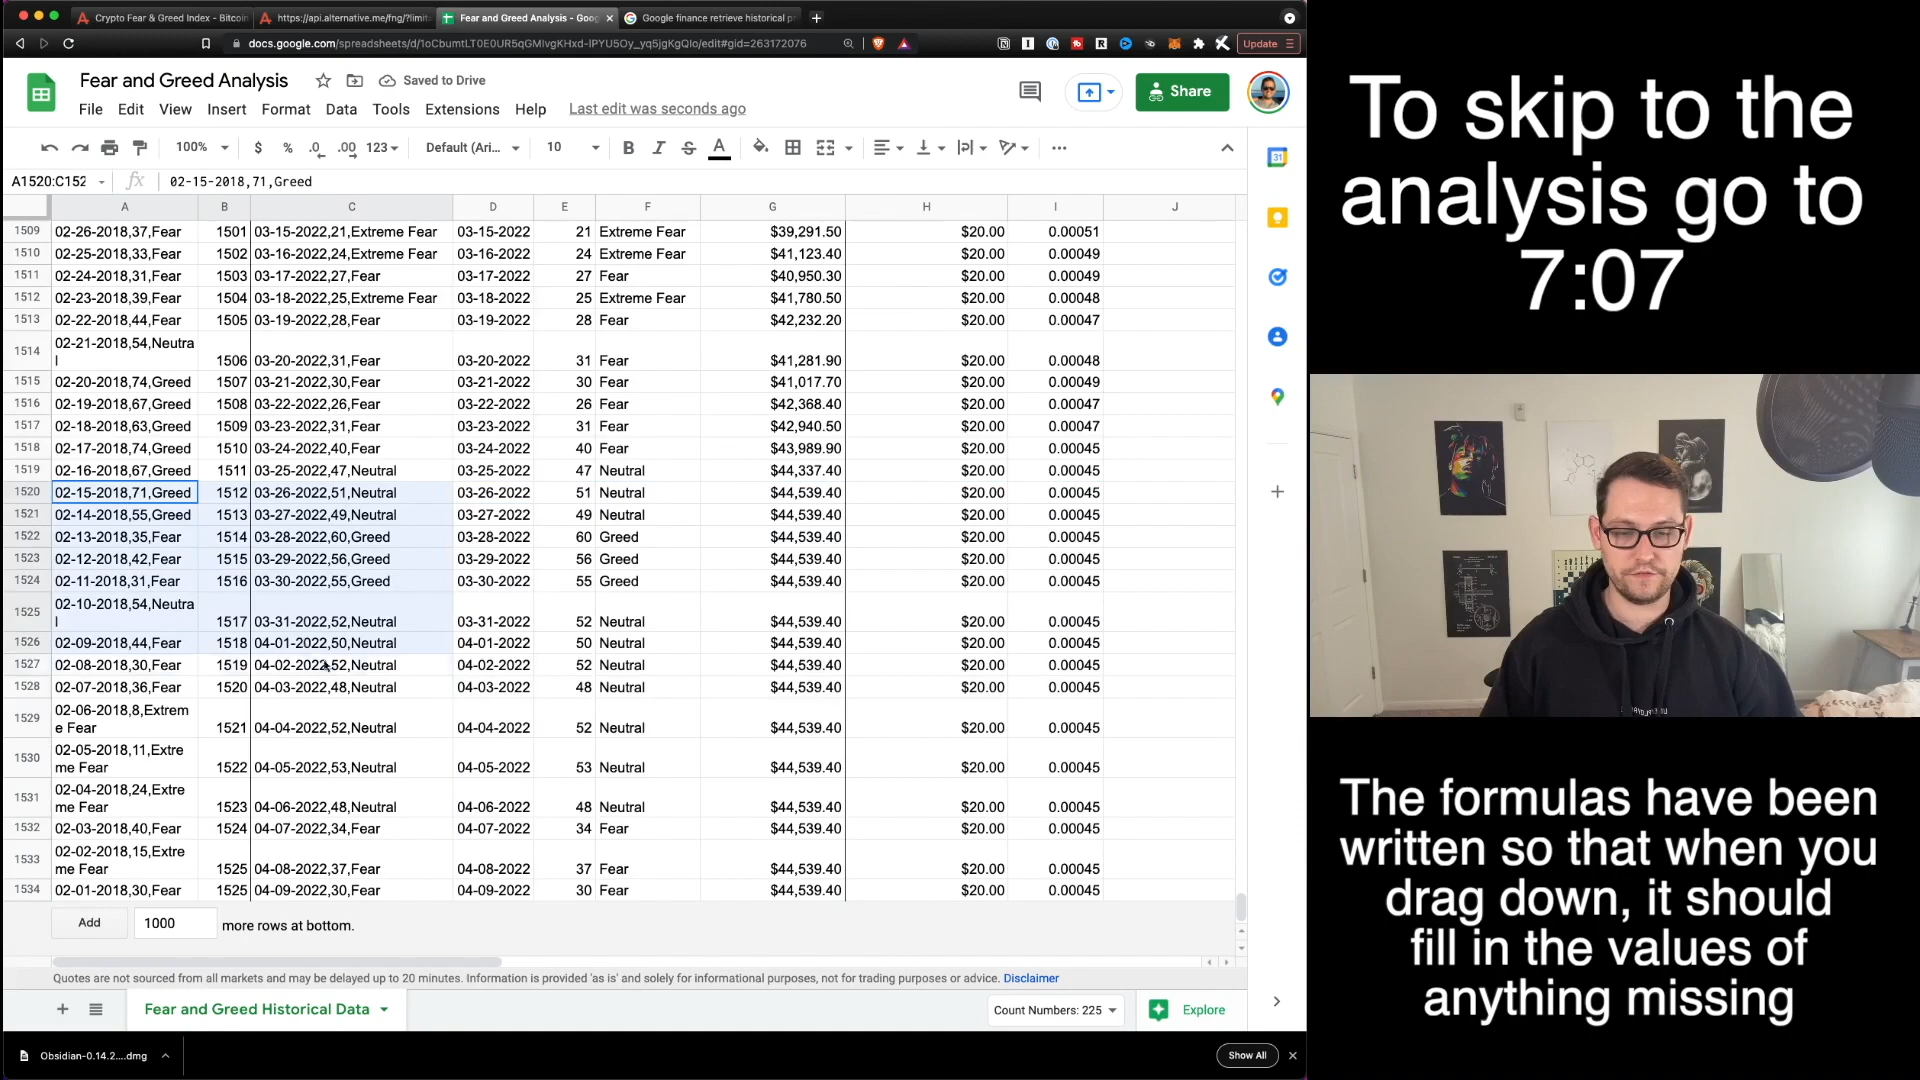 Crypto Fear & Greed Index - Bitcoin
https://api.alternative.me/fng/?limit
Fear and Greed Analysis - Goog
Google finance retrieve historical p
docs.google.com/spreadsheets/d/1oCbumtLT0E0UR5qGMlvgKHxd-lPYU5Oy_yq5jgKgQlo/edit#gid=263172076
Update
Fear and Greed Analysis
Saved to Drive
File Edit View Insert Format Data Tools Extensions Help Last edit was seconds ago
Share
100% $ % .0 .00 123 Default (Ari... 10 B I S A
A1520:C152 fx 02-15-2018,71,Greed
A B C D E F G H I J
1509 02-26-2018,37,Fear 1501 03-15-2022,21,Extreme Fear 03-15-2022 21 Extreme Fear $39,291.50 $20.00 0.00051
1510 02-25-2018,33,Fear 1502 03-16-2022,24,Extreme Fear 03-16-2022 24 Extreme Fear $41,123.40 $20.00 0.00049
1511 02-24-2018,31,Fear 1503 03-17-2022,27,Fear 03-17-2022 27 Fear $40,950.30 $20.00 0.00049
1512 02-23-2018,39,Fear 1504 03-18-2022,25,Extreme Fear 03-18-2022 25 Extreme Fear $41,780.50 $20.00 0.00048
1513 02-22-2018,44,Fear 1505 03-19-2022,28,Fear 03-19-2022 28 Fear $42,232.20 $20.00 0.00047
02-21-2018,54,Neutra
1514 l 1506 03-20-2022,31,Fear 03-20-2022 31 Fear $41,281.90 $20.00 0.00048
1515 02-20-2018,74,Greed 1507 03-21-2022,30,Fear 03-21-2022 30 Fear $41,017.70 $20.00 0.00049
1516 02-19-2018,67,Greed 1508 03-22-2022,26,Fear 03-22-2022 26 Fear $42,368.40 $20.00 0.00047
1517 02-18-2018,63,Greed 1509 03-23-2022,31,Fear 03-23-2022 31 Fear $42,940.50 $20.00 0.00047
1518 02-17-2018,74,Greed 1510 03-24-2022,40,Fear 03-24-2022 40 Fear $43,989.90 $20.00 0.00045
1519 02-16-2018,67,Greed 1511 03-25-2022,47,Neutral 03-25-2022 47 Neutral $44,337.40 $20.00 0.00045
1520 02-15-2018,71,Greed 1512 03-26-2022,51,Neutral 03-26-2022 51 Neutral $44,539.40 $20.00 0.00045
1521 02-14-2018,55,Greed 1513 03-27-2022,49,Neutral 03-27-2022 49 Neutral $44,539.40 $20.00 0.00045
1522 02-13-2018,35,Fear 1514 03-28-2022,60,Greed 03-28-2022 60 Greed $44,539.40 $20.00 0.00045
1523 02-12-2018,42,Fear 1515 03-29-2022,56,Greed 03-29-2022 56 Greed $44,539.40 $20.00 0.00045
1524 02-11-2018,31,Fear 1516 03-30-2022,55,Greed 03-30-2022 55 Greed $44,539.40 $20.00 0.00045
02-10-2018,54,Neutra
1525 l 1517 03-31-2022,52,Neutral 03-31-2022 52 Neutral $44,539.40 $20.00 0.00045
1526 02-09-2018,44,Fear 1518 04-01-2022,50,Neutral 04-01-2022 50 Neutral $44,539.40 $20.00 0.00045
1527 02-08-2018,30,Fear 1519 04-02-2022,52,Neutral 04-02-2022 52 Neutral $44,539.40 $20.00 0.00045
1528 02-07-2018,36,Fear 1520 04-03-2022,48,Neutral 04-03-2022 48 Neutral $44,539.40 $20.00 0.00045
02-06-2018,8,Extrem
1529 e Fear 1521 04-04-2022,52,Neutral 04-04-2022 52 Neutral $44,539.40 $20.00 0.00045
02-05-2018,11,Extre
1530 me Fear 1522 04-05-2022,53,Neutral 04-05-2022 53 Neutral $44,539.40 $20.00 0.00045
02-04-2018,24,Extre
1531 me Fear 1523 04-06-2022,48,Neutral 04-06-2022 48 Neutral $44,539.40 $20.00 0.00045
1532 02-03-2018,40,Fear 1524 04-07-2022,34,Fear 04-07-2022 34 Fear $44,539.40 $20.00 0.00045
02-02-2018,15,Extre
1533 me Fear 1525 04-08-2022,37,Fear 04-08-2022 37 Fear $44,539.40 $20.00 0.00045
1534 02-01-2018,30,Fear 1525 04-09-2022,30,Fear 04-09-2022 30 Fear $44,539.40 $20.00 0.00045
Add 1000 more rows at bottom.
Quotes are not sourced from all markets and may be delayed up to 20 minutes. Information is provided 'as is' and solely for informational purposes, not for trading purposes or advice. Disclaimer
Fear and Greed Historical Data
Count Numbers: 225
Explore
Obsidian-0.14.2....dmg
Show All
To skip to the
analysis go to
7:07
The formulas have been
written so that when you
drag down, it should
fill in the values of
anything missing